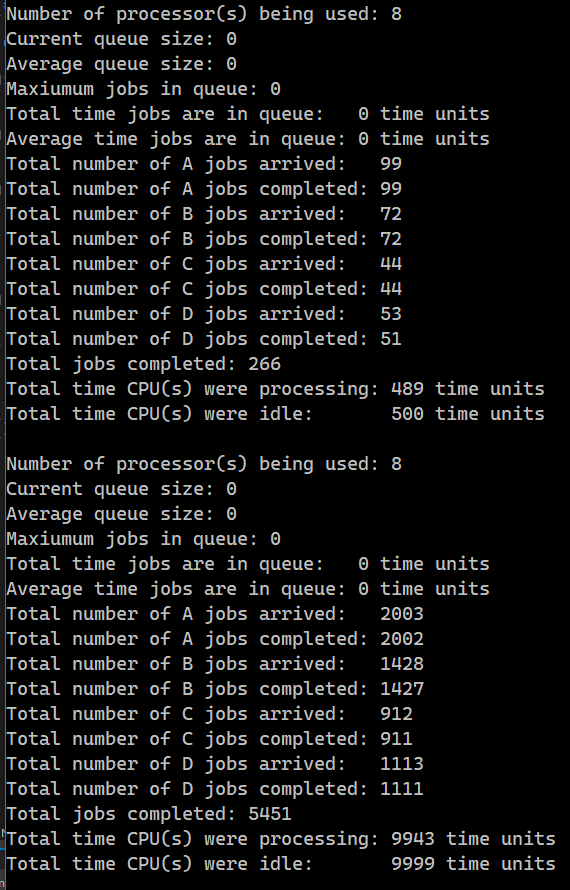 Number of processor(s) being used: 8
Current queue size: 0
Average queue size: 0
Maxiumum jobs in queue: 0
Total time jobs are in queue:   0 time units
Average time jobs are in queue: 0 time units
Total number of A jobs arrived:   99
Total number of A jobs completed: 99
Total number of B jobs arrived:   72
Total number of B jobs completed: 72
Total number of C jobs arrived:   44
Total number of C jobs completed: 44
Total number of D jobs arrived:   53
Total number of D jobs completed: 51
Total jobs completed: 266
Total time CPU(s) were processing: 489 time units
Total time CPU(s) were idle:       500 time units

Number of processor(s) being used: 8
Current queue size: 0
Average queue size: 0
Maxiumum jobs in queue: 0
Total time jobs are in queue:   0 time units
Average time jobs are in queue: 0 time units
Total number of A jobs arrived:   2003
Total number of A jobs completed: 2002
Total number of B jobs arrived:   1428
Total number of B jobs completed: 1427
Total number of C jobs arrived:   912
Total number of C jobs completed: 911
Total number of D jobs arrived:   1113
Total number of D jobs completed: 1111
Total jobs completed: 5451
Total time CPU(s) were processing: 9943 time units
Total time CPU(s) were idle:       9999 time units